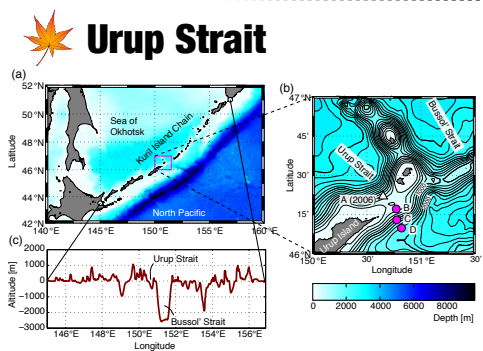 Urup Strait
(a)
52°N
50
48
46
44
42
Latitude
Sea of
Okhotsk
Kuril Island Chain
North Pacific
140°E
145
150
155
160
(b)
47°N
45'
30'
15'
46°N
Latitude
Bussol' Strait
Urup Strait
A (2006)
B
C
D
Urup Island
150°E
30'
151°E
30'
Longitude
0
2000
4000
6000
8000
Depth [m]
(c)
2000
1000
0
−1000
−2000
−3000
Altitude [m]
Urup Strait
Bussol' Strait
146°E
148°E
150°E
152°E
154°E
156°E
Longitude